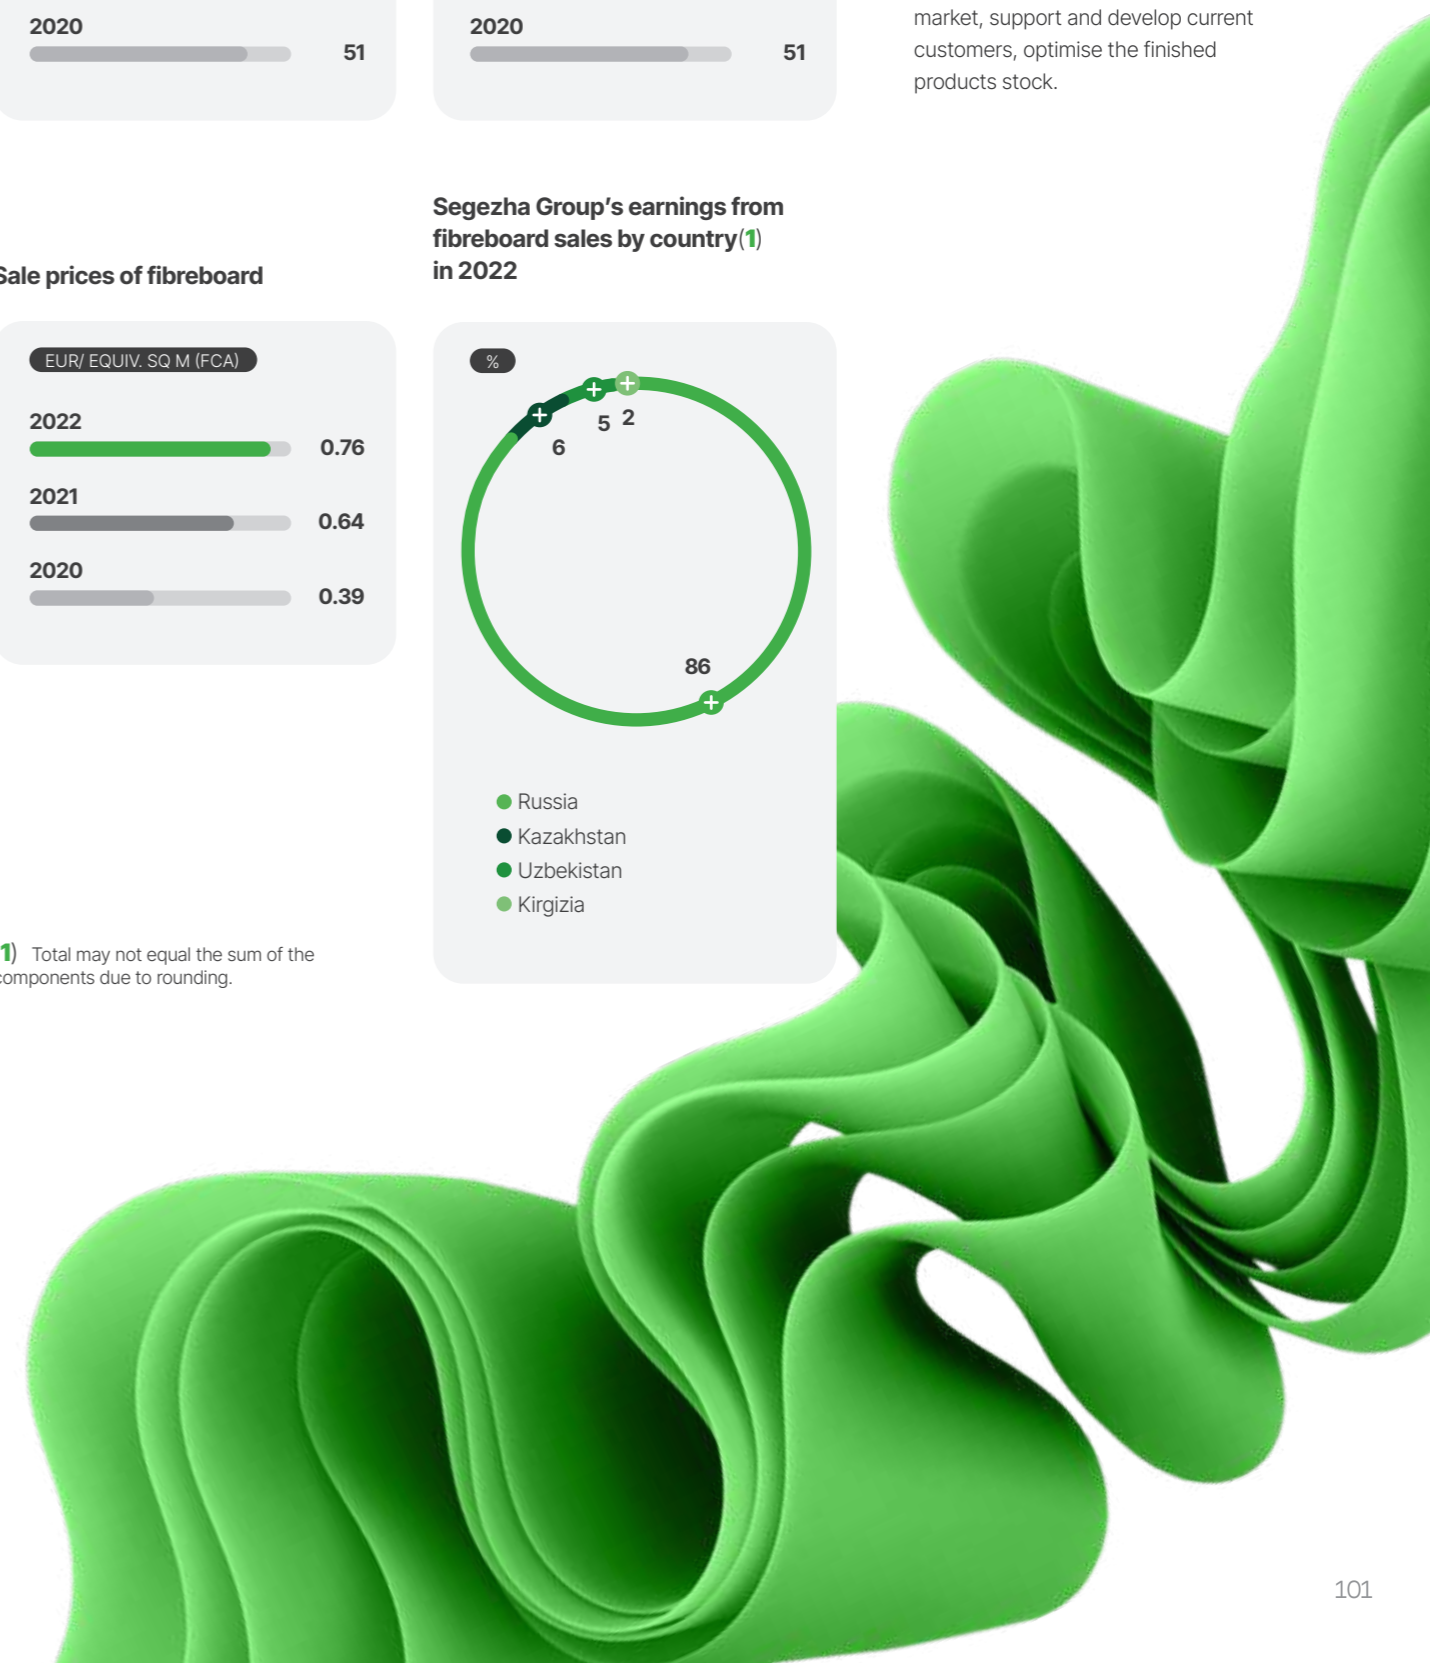 2020
51
2020
51
market, support and develop current
customers, optimise the finished
products stock.
Sale prices of fibreboard
EUR/ EQUIV. SQ M (FCA)
2022
0.76
2021
0.64
2020
0.39
Segezha Group’s earnings from
fibreboard sales by country(1)
in 2022
%
6
5
2
86
Russia
Kazakhstan
Uzbekistan
Kirgizia
1) Total may not equal the sum of the
components due to rounding.
101